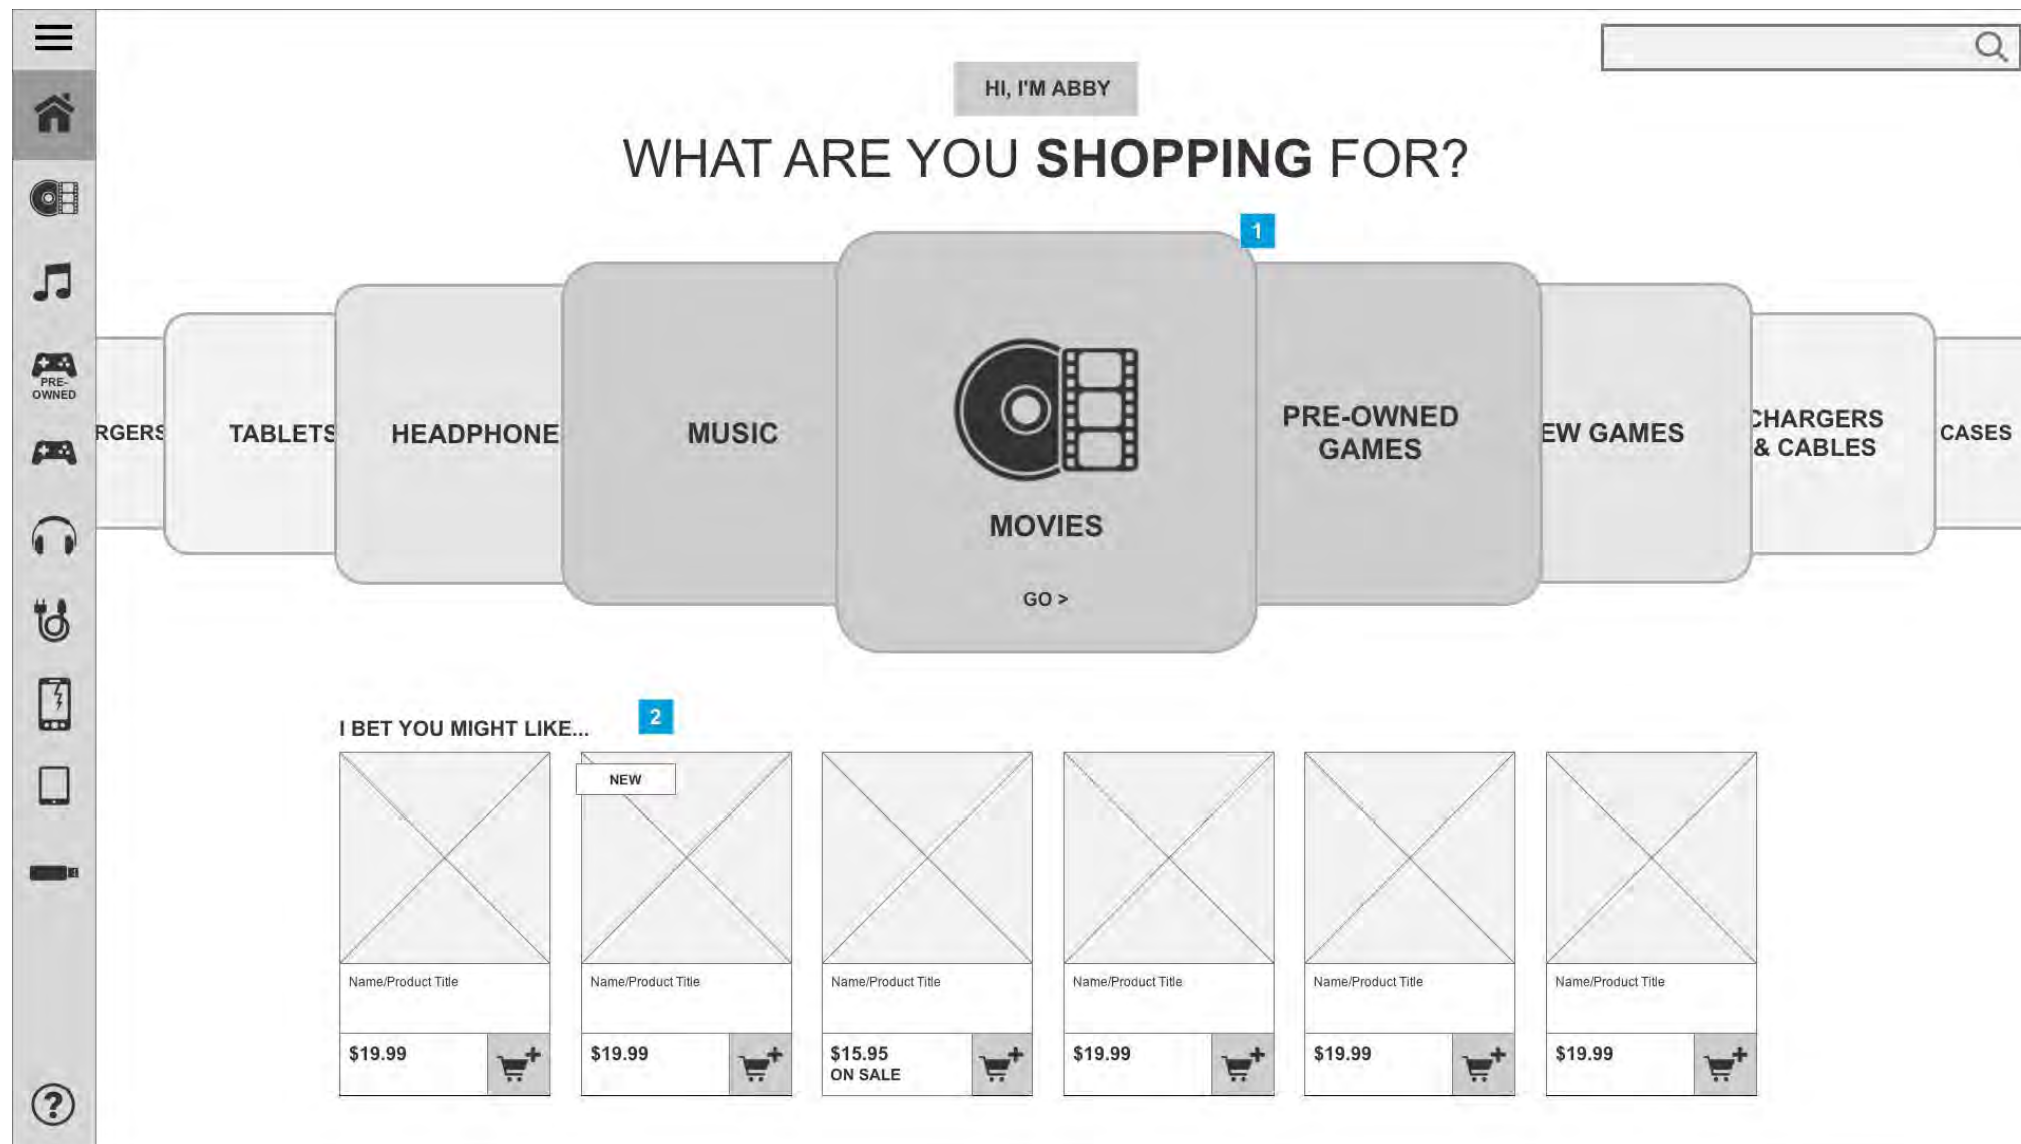 HI, I'M ABBY
WHAT ARE YOU SHOPPING FOR?
1
PRE-
OWNED
RGERS
TABLETS
HEADPHONE
MUSIC
MOVIES
GO >
PRE-OWNED
GAMES
EW GAMES
CHARGERS
& CABLES
CASES
I BET YOU MIGHT LIKE...
2
NEW
Name/Product Title
Name/Product Title
Name/Product Title
Name/Product Title
Name/Product Title
Name/Product Title
$19.99
$19.99
$15.95
ON SALE
$19.99
$19.99
$19.99
?